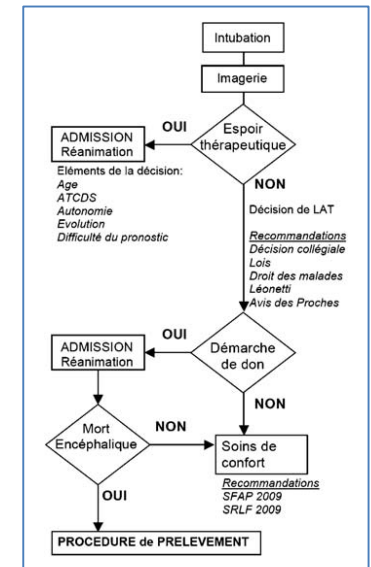 Intubation
Imagerie
Espoir
thérapeutique
OUI
ADMISSION
Réanimation
Eléments de la décision:
Age
ATCDS
Autonomie
Evolution
Difficulté du pronostic
NON
Décision de LAT
Recommandations
Décision collégiale
Lois
Droit des malades
Léonetti
Avis des Proches
Démarche
de don
OUI
ADMISSION
Réanimation
NON
Mort
Encéphalique
NON
Soins de
confort
Recommandations
SFAP 2009
SRLF 2009
OUI
PROCEDURE de PRELEVEMENT